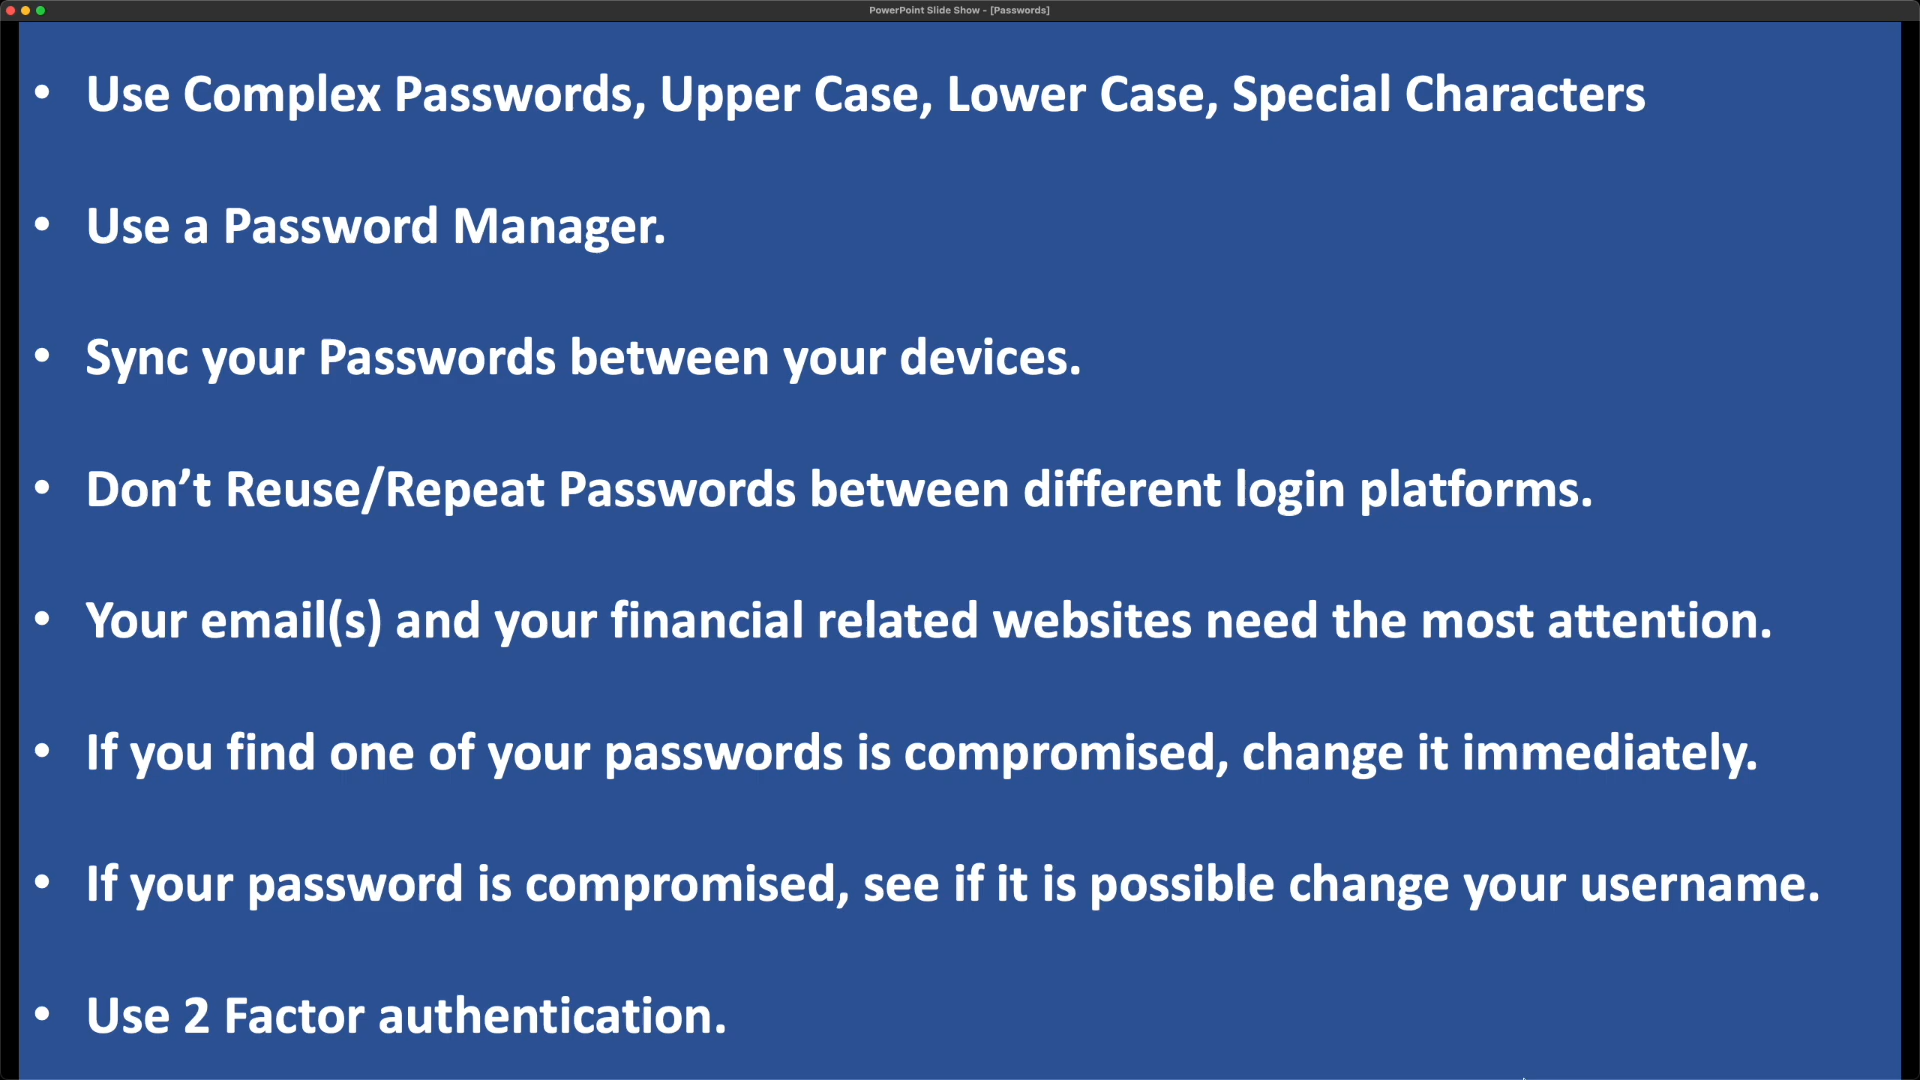 PowerPoint Slide Show - [Passwords]
• Use Complex Passwords, Upper Case, Lower Case, Special Characters
• Use a Password Manager.
• Sync your Passwords between your devices.
• Don’t Reuse/Repeat Passwords between different login platforms.
• Your email(s) and your financial related websites need the most attention.
• If you find one of your passwords is compromised, change it immediately.
• If your password is compromised, see if it is possible change your username.
• Use 2 Factor authentication.